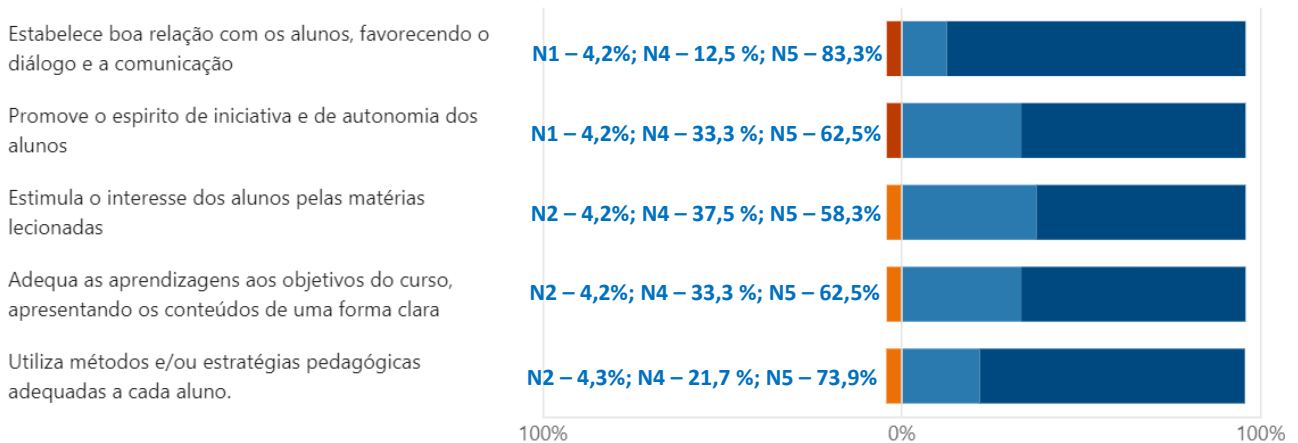 Estabelece boa relação com os alunos, favorecendo o
diálogo e a comunicação
N1 – 4,2%; N4 – 12,5 %; N5 – 83,3%
Promove o espirito de iniciativa e de autonomia dos
alunos
N1 – 4,2%; N4 – 33,3 %; N5 – 62,5%
Estimula o interesse dos alunos pelas matérias
lecionadas
N2 – 4,2%; N4 – 37,5 %; N5 – 58,3%
Adequa as aprendizagens aos objetivos do curso,
apresentando os conteúdos de uma forma clara
N2 – 4,2%; N4 – 33,3 %; N5 – 62,5%
Utiliza métodos e/ou estratégias pedagógicas
adequadas a cada aluno.
N2 – 4,3%; N4 – 21,7 %; N5 – 73,9%
100% 0% 100%